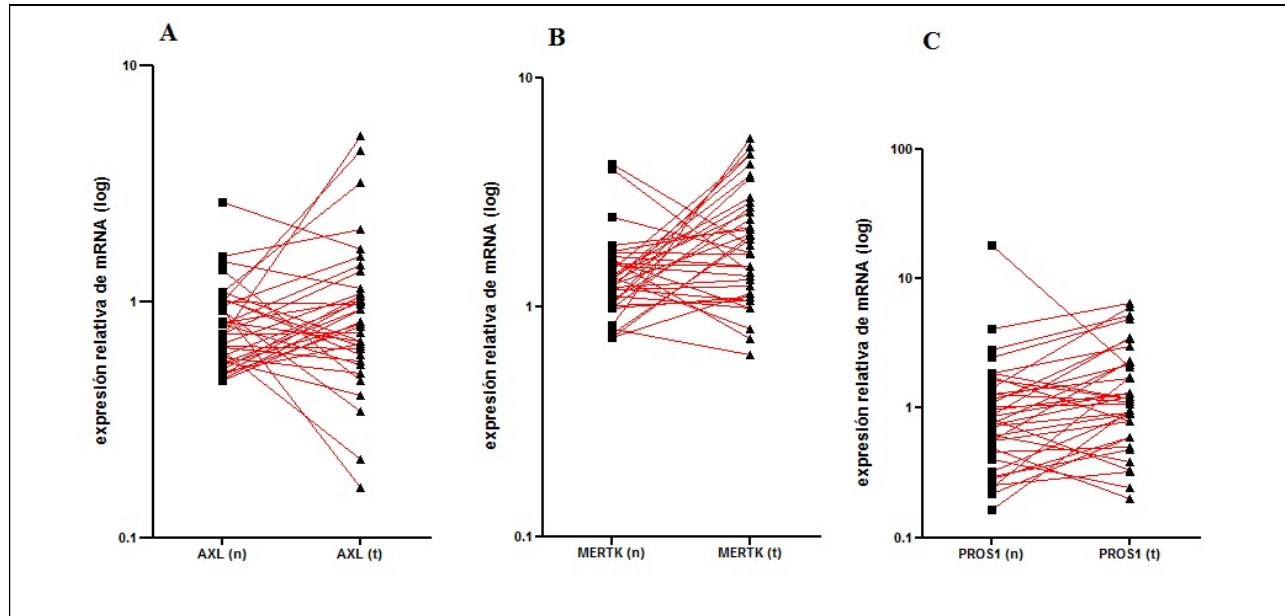 A
expresión relativa de mRNA (log)
10
1
0.1
AXL (n)
AXL (t)
B
expresión relativa de mRNA (log)
10
1
0.1
MERTK (n)
MERTK (t)
C
expresión relativa de mRNA (log)
100
10
1
0.1
PROS1 (n)
PROS1 (t)